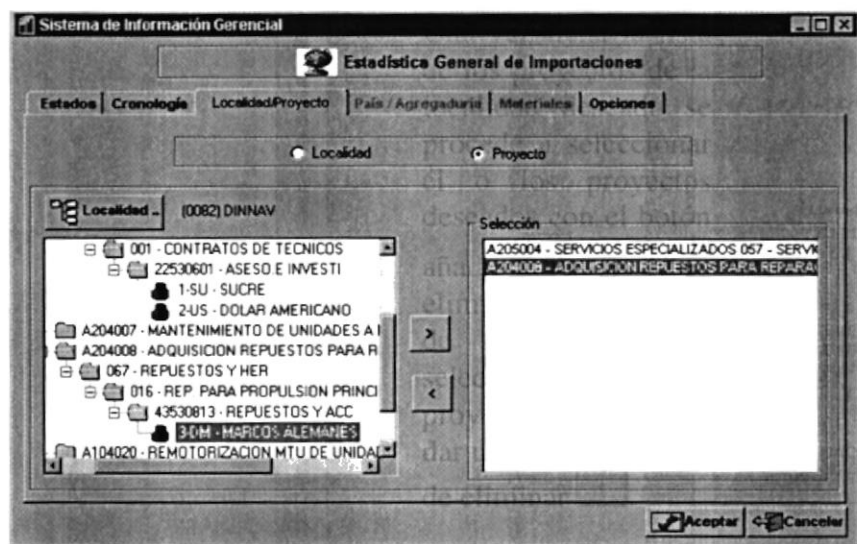 Sistema de Información Gerencial
Estadística General de Importaciones
Estados Cronología Localidad/Proyecto País / Agregaduría Materiales Opciones
Localidad Proyecto
Localidad .. (0082) DINNAV
001 - CONTRATOS DE TECNICOS
22530601 - ASESO.E INVESTI
1-SU - SUCRE
2-US - DOLAR AMERICANO
A204007 - MANTENIMIENTO DE UNIDADES A
A204008 - ADQUISICION REPUESTOS PARA R
067 - REPUESTOS Y HER
016 - REP. PARA PROPULSION PRINCI
43530813 - REPUESTOS Y ACC
3-DM - MARCOS ALEMANES
A104020 - REMOTORIZACION MTU DE UNIDA
>
<
Selección
A205004 - SERVICIOS ESPECIALIZADOS 057 - SERVI
A204008 - ADQUISICION REPUESTOS PARA REPARA
Aceptar Cancelar